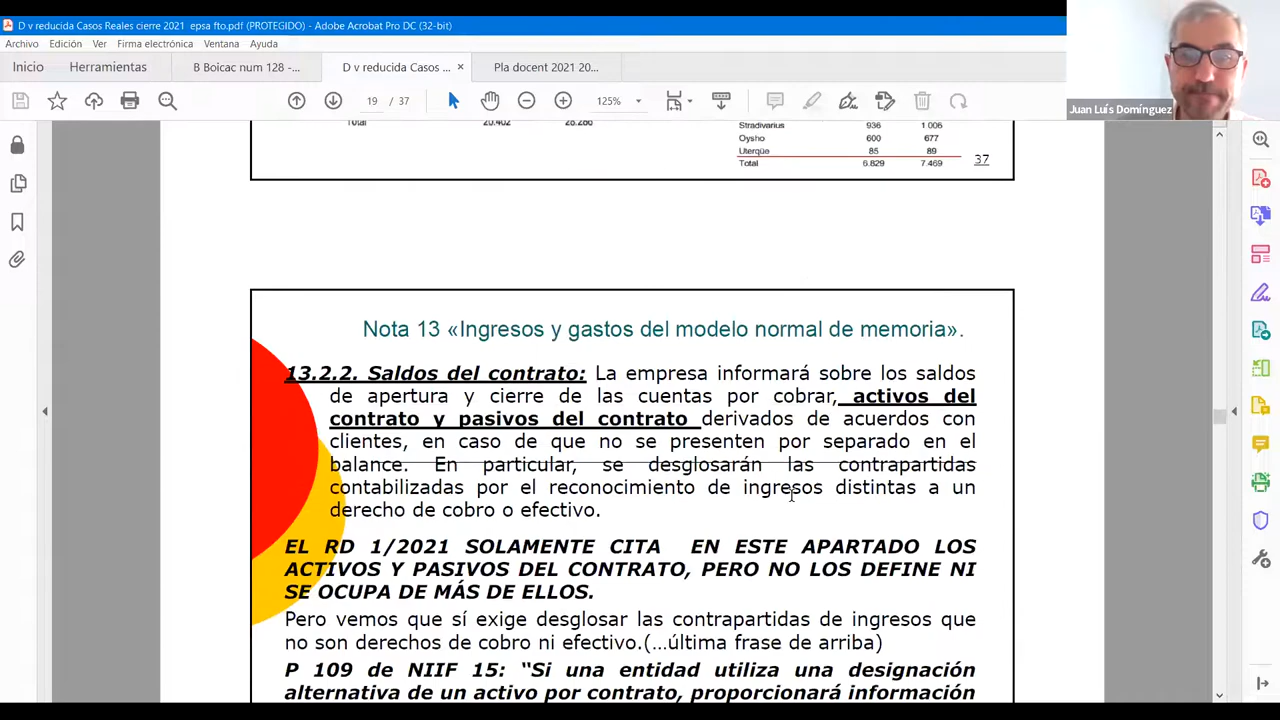 D v reducida Casos Reales cierre 2021 epsa fto.pdf (PROTEGIDO) - Adobe Acrobat Pro DC (32-bit)
Archivo Edición Ver Firma electrónica Ventana Ayuda
Inicio Herramientas B Boicac num 128 -... D v reducida Casos ... × Pla docent 2021 20...
19 / 37 125%
Juan Luís Domínguez
Total 20.402 28.286
Stradivarius 936 1 006
Oysho 600 677
Uterqüe 85 89
Total 6.829 7.469
37
Nota 13 «Ingresos y gastos del modelo normal de memoria».
13.2.2. Saldos del contrato: La empresa informará sobre los saldos
de apertura y cierre de las cuentas por cobrar, activos del
contrato y pasivos del contrato derivados de acuerdos con
clientes, en caso de que no se presenten por separado en el
balance. En particular, se desglosarán las contrapartidas
contabilizadas por el reconocimiento de ingresos distintas a un
derecho de cobro o efectivo.
EL RD 1/2021 SOLAMENTE CITA EN ESTE APARTADO LOS
ACTIVOS Y PASIVOS DEL CONTRATO, PERO NO LOS DEFINE NI
SE OCUPA DE MÁS DE ELLOS.
Pero vemos que sí exige desglosar las contrapartidas de ingresos que
no son derechos de cobro ni efectivo.(...última frase de arriba)
P 109 de NIIF 15: “Si una entidad utiliza una designación
alternativa de un activo por contrato, proporcionará información